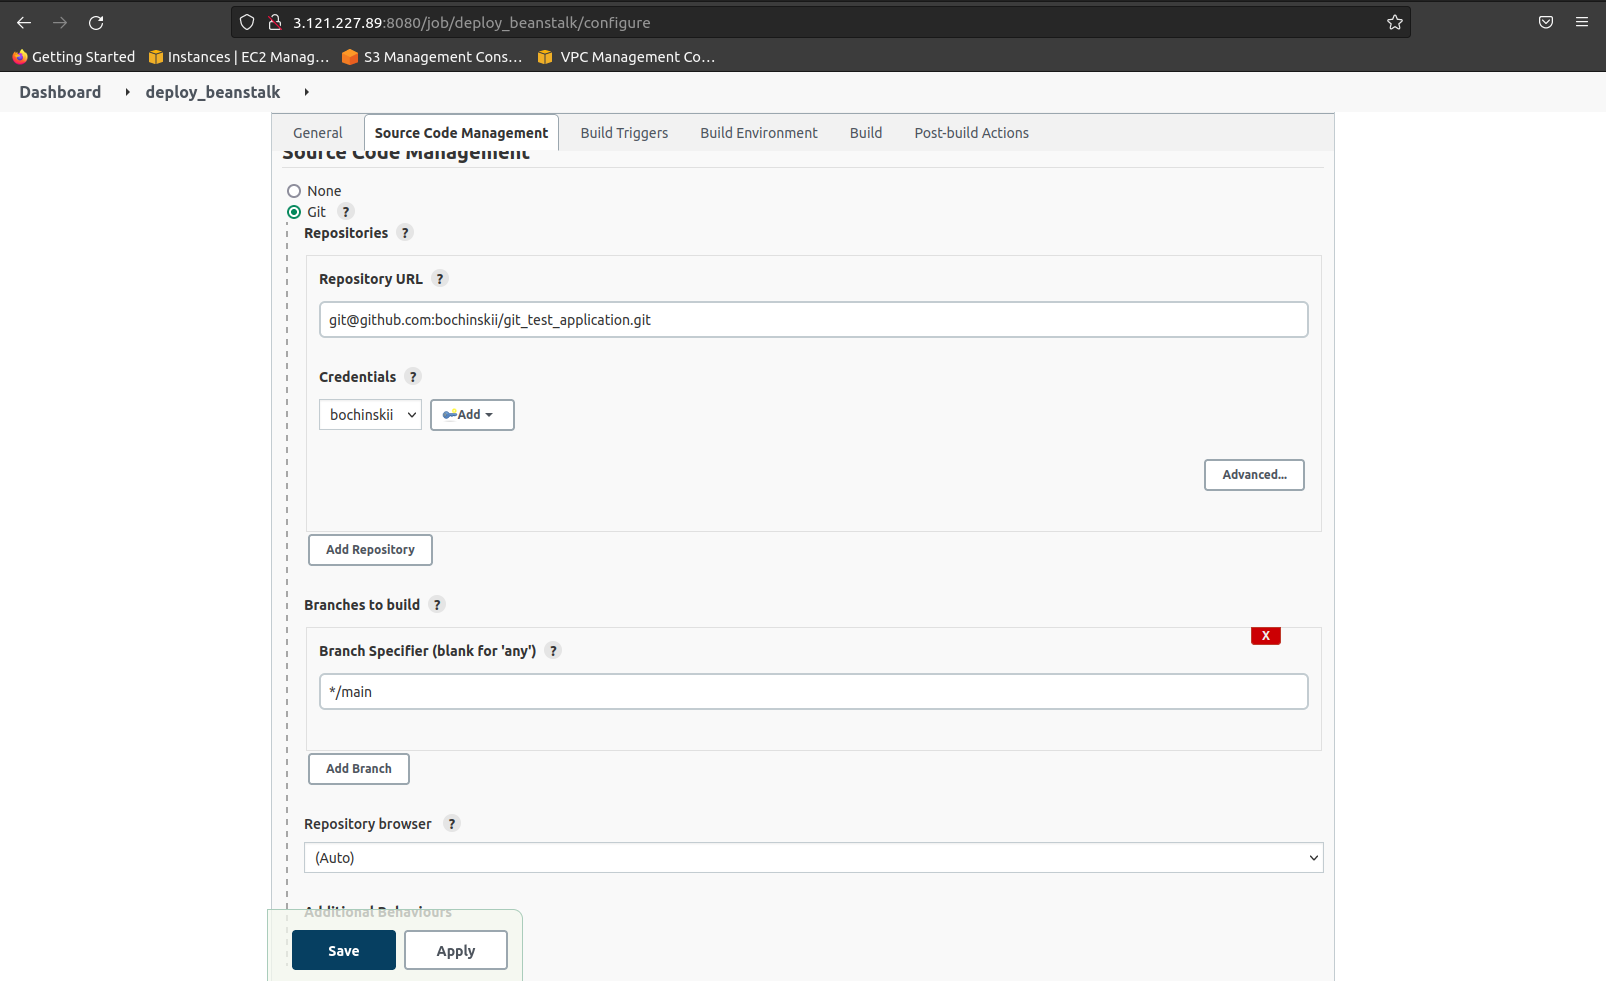 3.121.227.89:8080/job/deploy_beanstalk/configure
Getting Started Instances | EC2 Manag… S3 Management Cons… VPC Management Co…
Dashboard deploy_beanstalk
General Source Code Management Build Triggers Build Environment Build Post-build Actions
Source Code Management
None
Git ?
Repositories ?
Repository URL ?
git@github.com:bochinskii/git_test_application.git
Credentials ?
bochinskii Add
Advanced...
Add Repository
Branches to build ?
X
Branch Specifier (blank for 'any') ?
*/main
Add Branch
Repository browser ?
(Auto)
Additional Behaviours
Save Apply